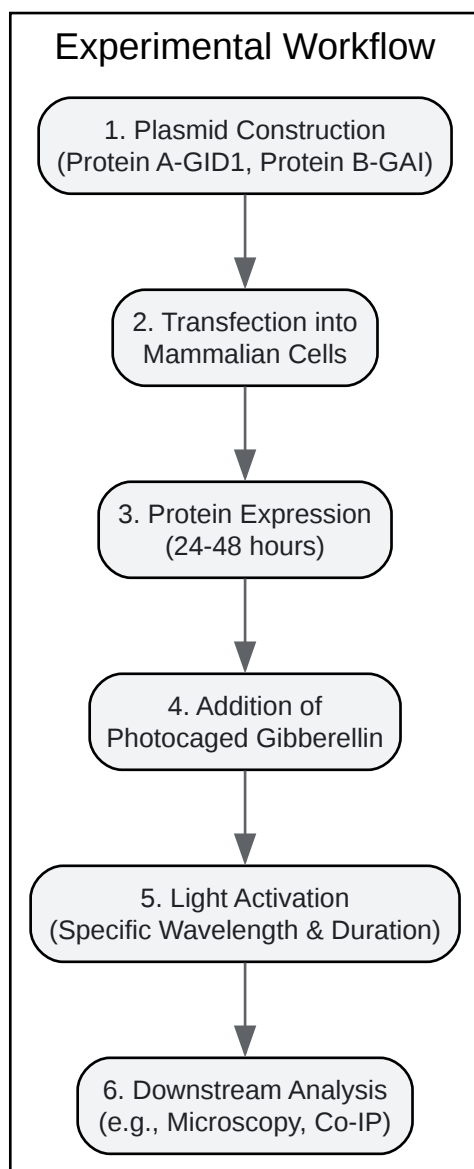 Experimental Workflow
1. Plasmid Construction
(Protein A-GID1, Protein B-GAI)
2. Transfection into
Mammalian Cells
3. Protein Expression
(24-48 hours)
4. Addition of
Photocaged Gibberellin
5. Light Activation
(Specific Wavelength & Duration)
6. Downstream Analysis
(e.g., Microscopy, Co-IP)